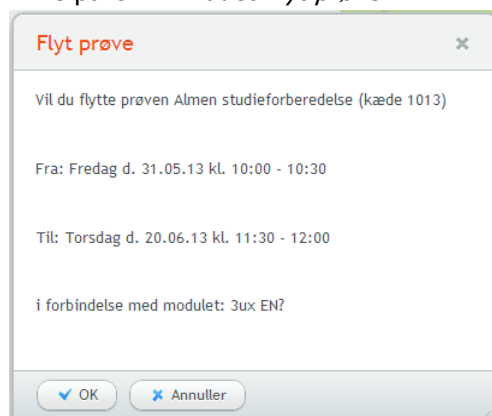 Flyt prøve
Vil du flytte prøven Almen studieforberedelse (kæde 1013)
Fra: Fredag d. 31.05.13 kl. 10:00 - 10:30
Til: Torsdag d. 20.06.13 kl. 11:30 - 12:00
i forbindelse med modulet: 3ux EN?
OK Annuller